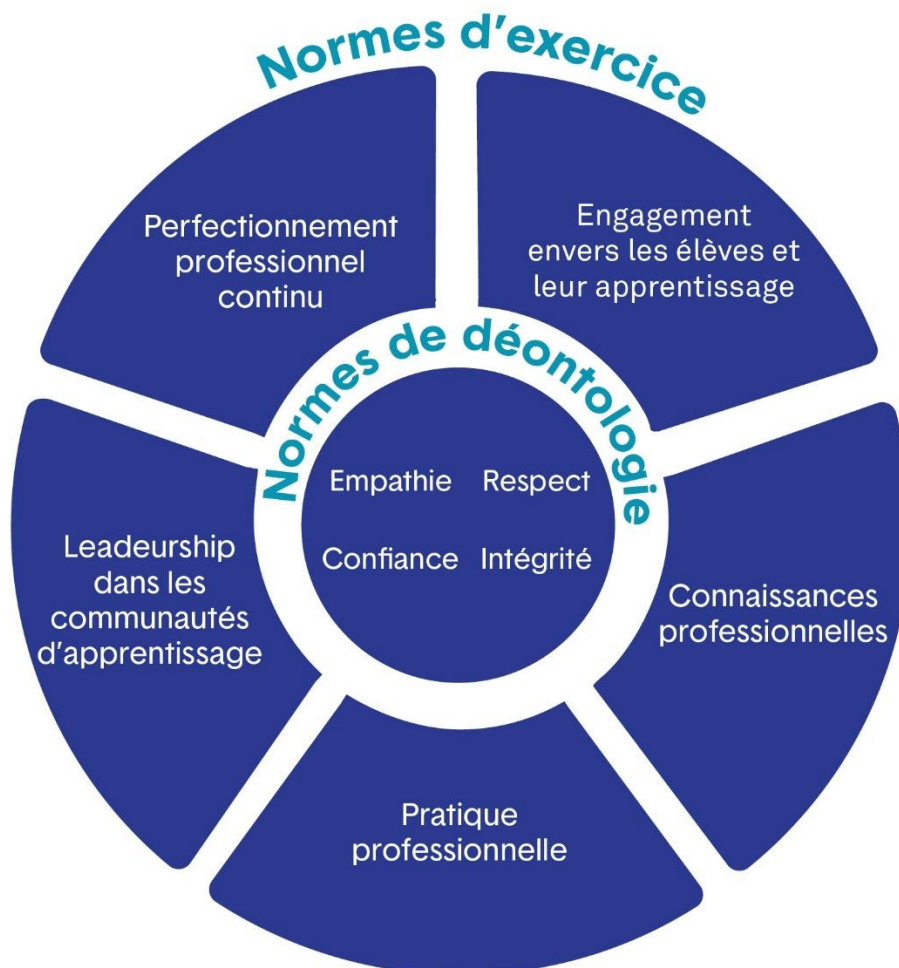 Normes d'exercice
Engagement
envers les élèves et
leur apprentissage
Connaissances
professionnelles
Pratique
professionnelle
Leadeurship
dans les
communautés
d'apprentissage
Perfectionnement
professionnel
continu
Normes de déontologie
Empathie Respect
Confiance Intégrité